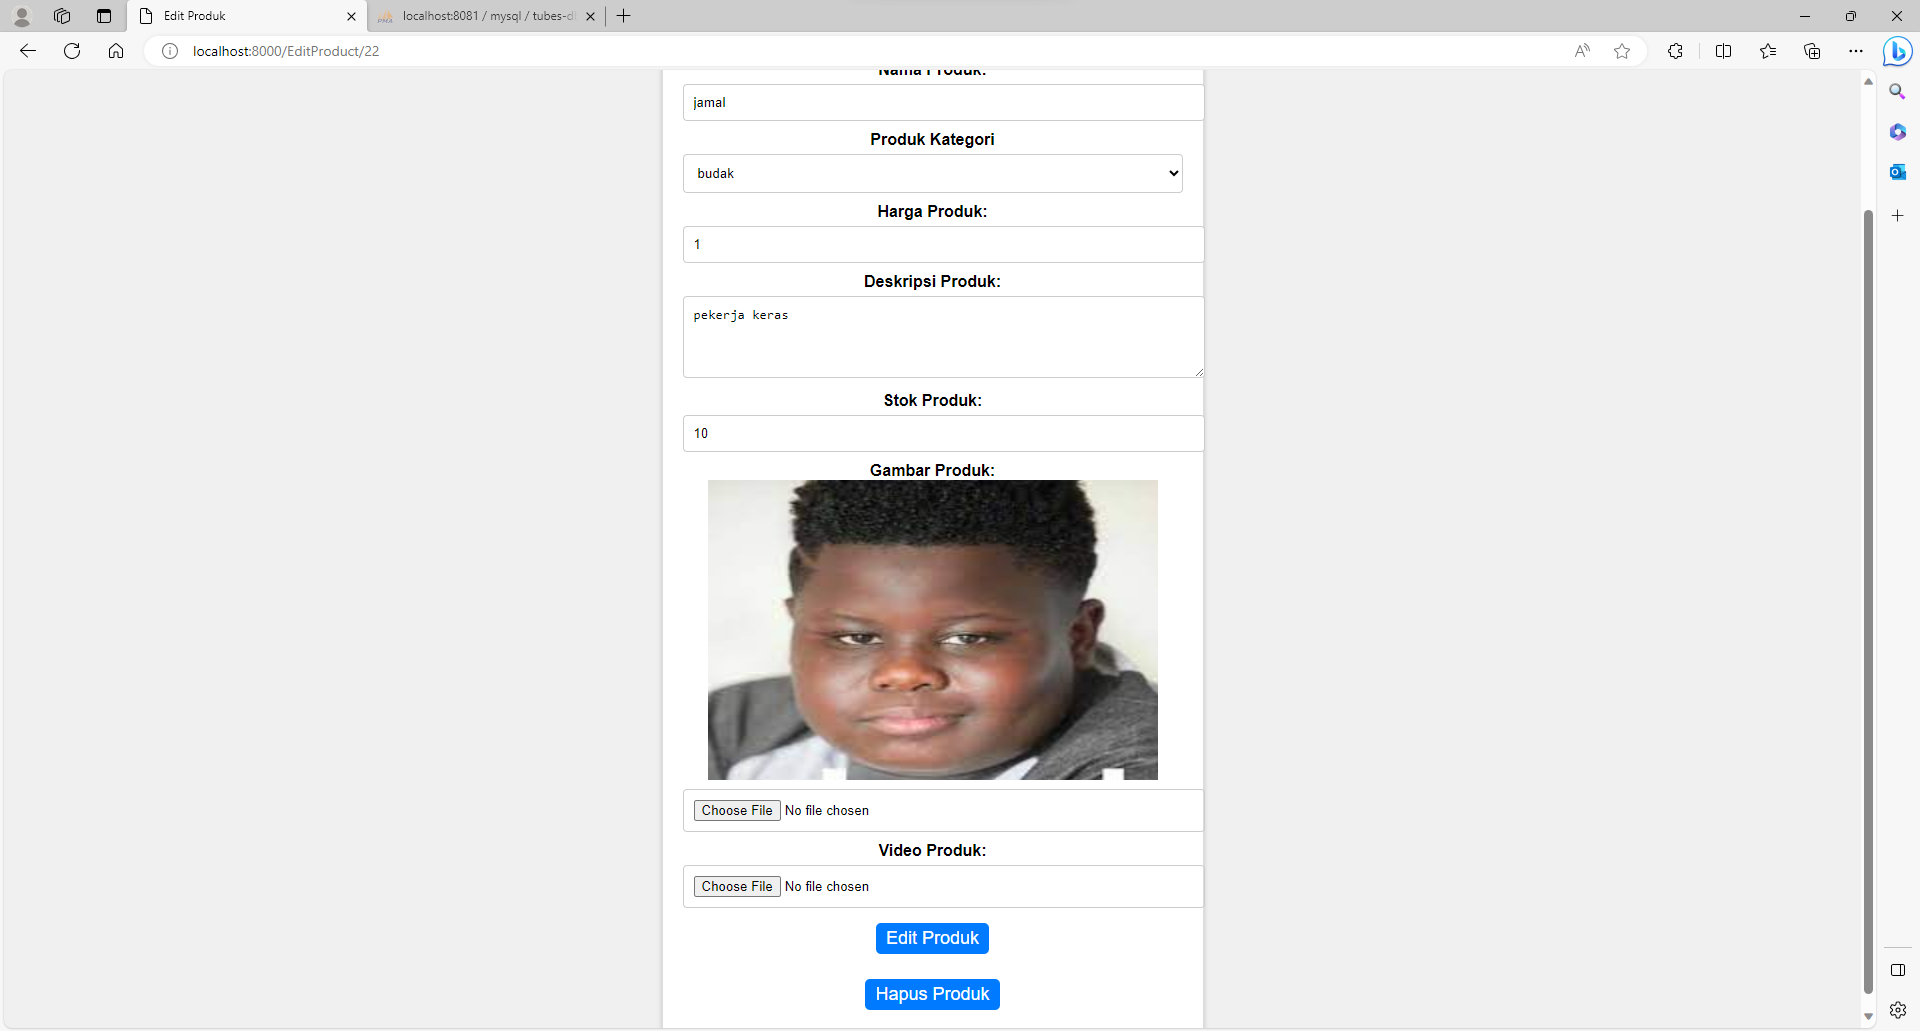 Edit Produk
localhost:8081 / mysql / tubes-d
localhost:8000/EditProduct/22
Nama Produk:
jamal
Produk Kategori
budak
Harga Produk:
1
Deskripsi Produk:
pekerja keras
Stok Produk:
10
Gambar Produk:
Choose File No file chosen
Video Produk:
Choose File No file chosen
Edit Produk
Hapus Produk